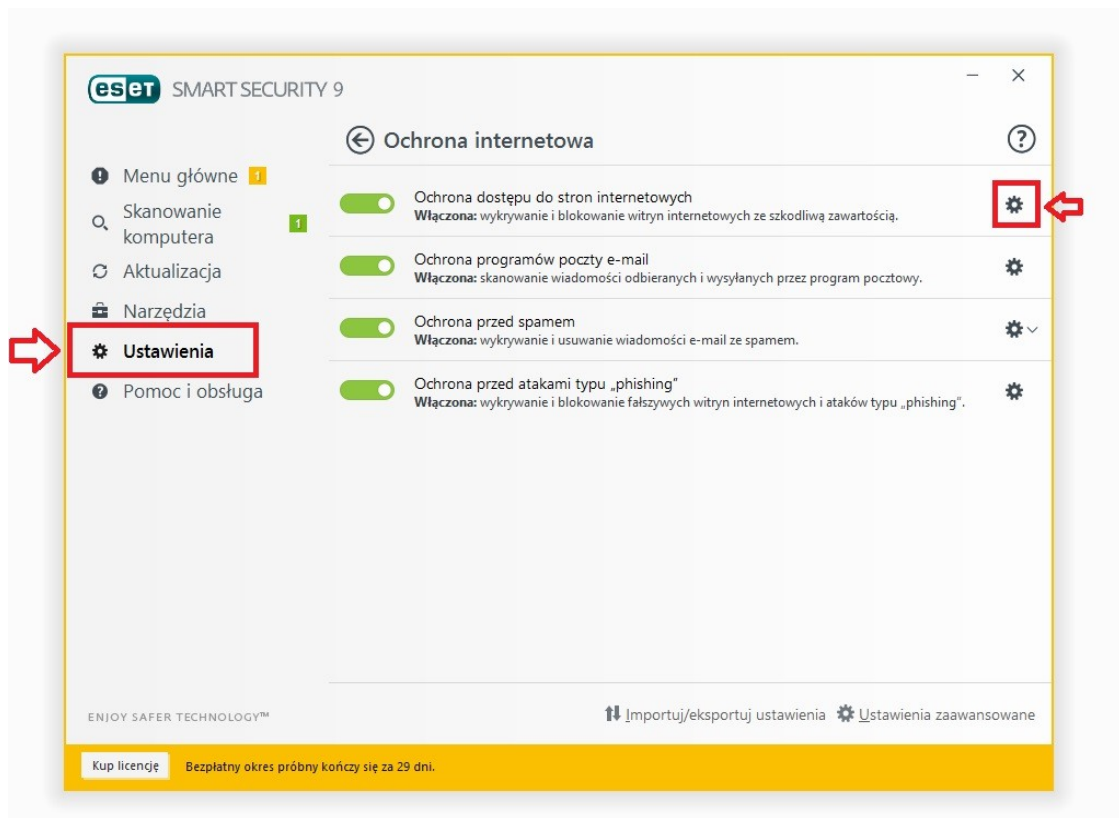 eset SMART SECURITY 9
Ochrona internetowa
Menu główne 1
Skanowanie
komputera 1
Aktualizacja
Narzędzia
Ustawienia
Pomoc i obsługa
Ochrona dostępu do stron internetowych
Włączona: wykrywanie i blokowanie witryn internetowych ze szkodliwą zawartością.
Ochrona programów poczty e-mail
Włączona: skanowanie wiadomości odbieranych i wysyłanych przez program pocztowy.
Ochrona przed spamem
Włączona: wykrywanie i usuwanie wiadomości e-mail ze spamem.
Ochrona przed atakami typu „phishing”
Włączona: wykrywanie i blokowanie fałszywych witryn internetowych i ataków typu „phishing”.
ENJOY SAFER TECHNOLOGY™
Importuj/eksportuj ustawienia Ustawienia zaawansowane
Kup licencję Bezpłatny okres próbny kończy się za 29 dni.